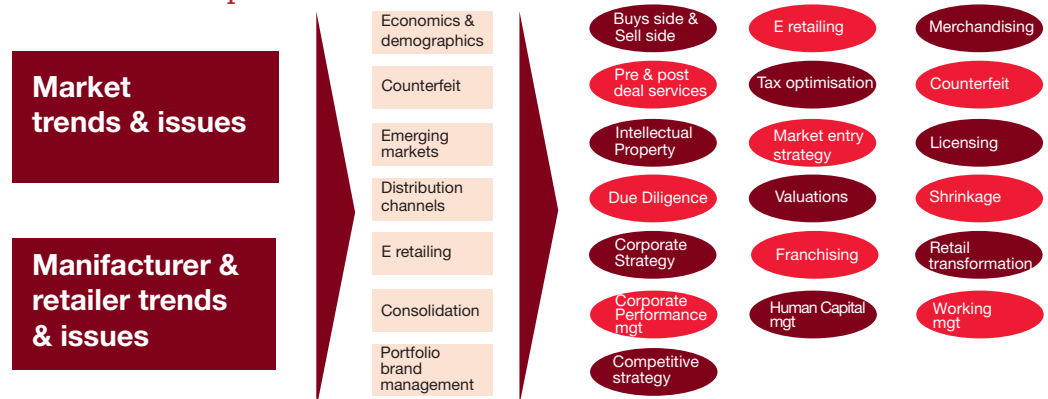 Market
trends & issues
Manifacturer &
retailer trends
& issues
Economics &
demographics
Counterfeit
Emerging
markets
Distribution
channels
E retailing
Consolidation
Portfolio
brand
management
Buys side &
Sell side
Pre & post
deal services
Intellectual
Property
Due Diligence
Corporate
Strategy
Corporate
Performance
mgt
Competitive
strategy
E retailing
Tax optimisation
Market entry
strategy
Valuations
Franchising
Human Capital
mgt
Merchandising
Counterfeit
Licensing
Shrinkage
Retail
transformation
Working
mgt